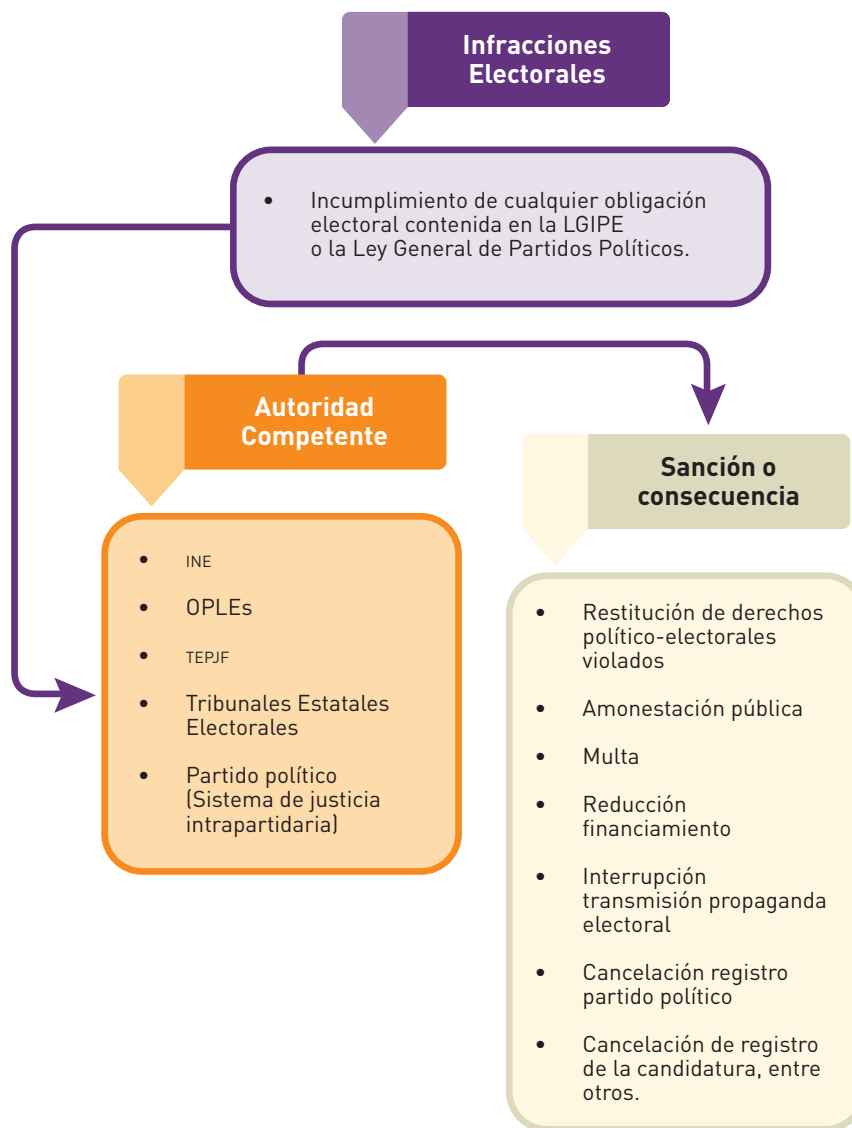 Infracciones
Electorales
• Incumplimiento de cualquier obligación
electoral contenida en la LGIPE
o la Ley General de Partidos Políticos.
Autoridad
Competente
• INE
• OPLEs
• TEPJF
• Tribunales Estatales
Electorales
• Partido político
(Sistema de justicia
intrapartidaria)
Sanción o
consecuencia
• Restitución de derechos
político-electorales
violados
• Amonestación pública
• Multa
• Reducción
financiamiento
• Interrupción
transmisión propaganda
electoral
• Cancelación registro
partido político
• Cancelación de registro
de la candidatura, entre
otros.